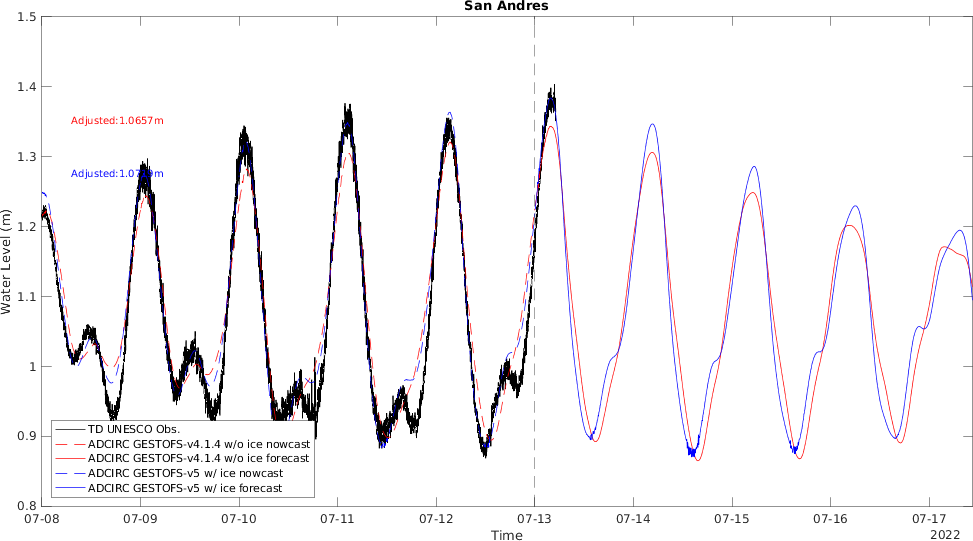 San Andres
1.5
1.4
1.3
1.2
1.1
1
0.9
0.8
Water Level (m)
Adjusted:1.0657m
TD UNESCO Obs.
ADCIRC GESTOFS-v4.1.4 w/o ice nowcast
ADCIRC GESTOFS-v4.1.4 w/o ice forecast
ADCIRC GESTOFS-v5 w/ ice nowcast
ADCIRC GESTOFS-v5 w/ ice forecast
07-08 07-09 07-10 07-11 07-12 07-13 07-14 07-15 07-16 07-17
Time
2022